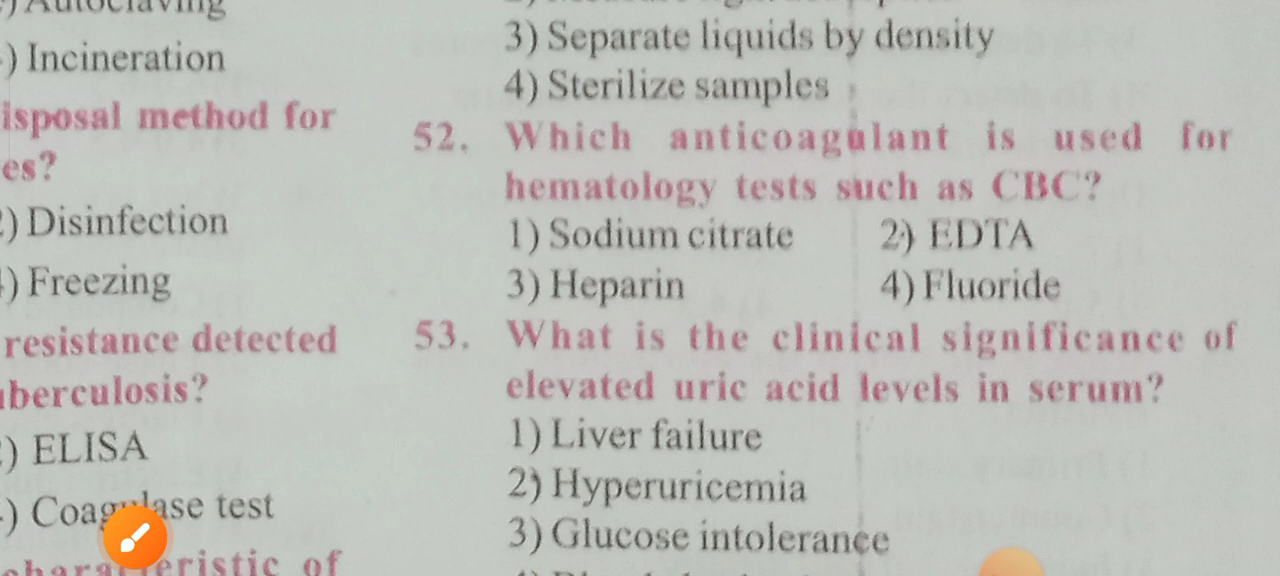 ) Autoclaving
) Incineration
isposal method for
es?
) Disinfection
) Freezing
resistance detected
berculosis?
) ELISA
) Coagulase test
characteristic of
3) Separate liquids by density
4) Sterilize samples
52. Which anticoagulant is used for
hematology tests such as CBC?
1) Sodium citrate 2) EDTA
3) Heparin 4) Fluoride
53. What is the clinical significance of
elevated uric acid levels in serum?
1) Liver failure
2) Hyperuricemia
3) Glucose intolerance